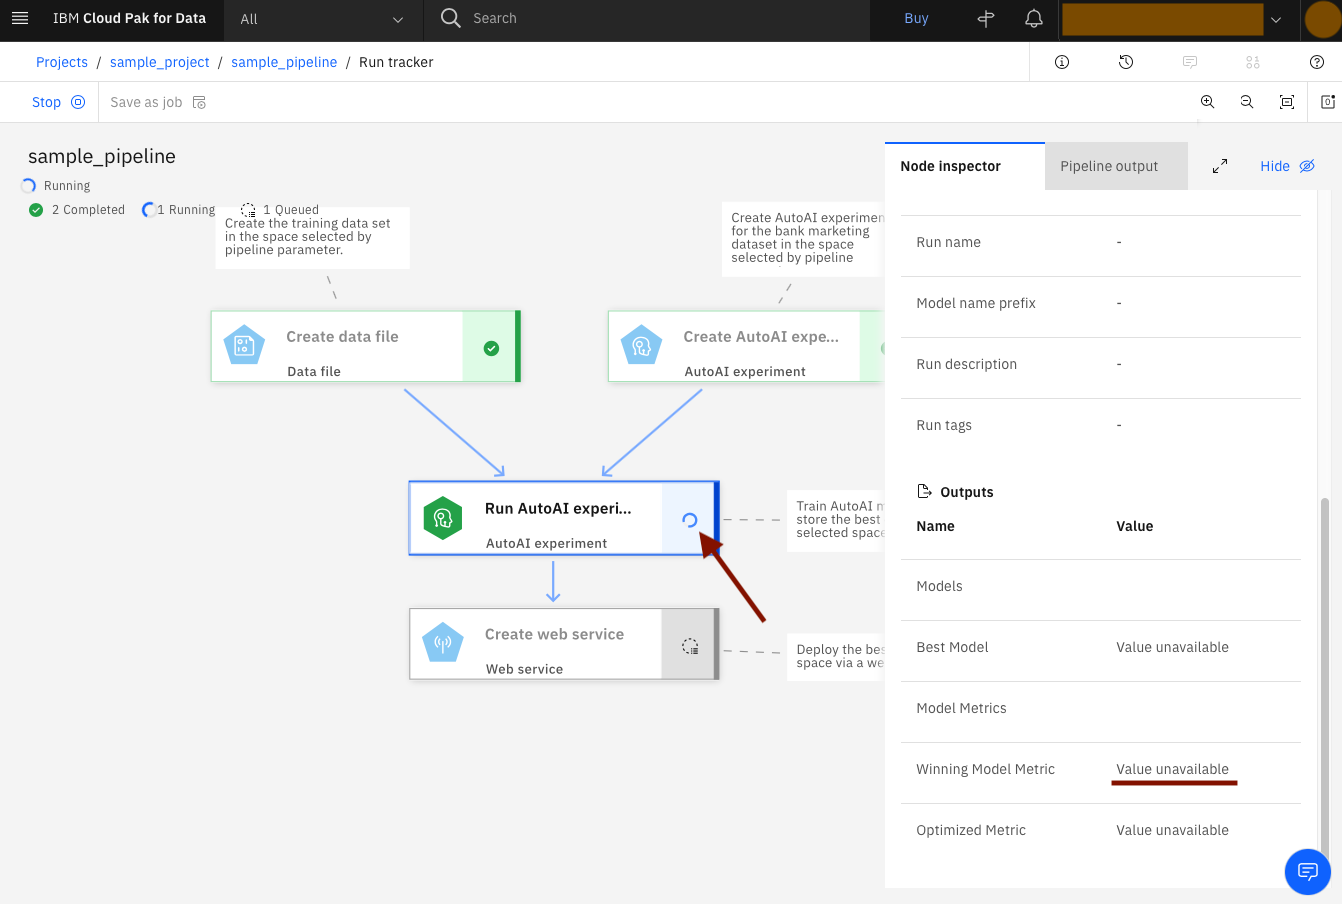 IBM Cloud Pak for Data
All
Search
Buy
Projects / sample_project / sample_pipeline / Run tracker
Stop
Save as job
sample_pipeline
Running
2 Completed
1 Running
1 Queued
Create the training data set
in the space selected by
pipeline parameter.
Create AutoAI experimen
for the bank marketing
dataset in the space
selected by pipeline
Create data file
Data file
Create AutoAI expe...
AutoAI experiment
Run AutoAI experi...
AutoAI experiment
Train AutoAI m
store the best
selected space
Create web service
Web service
Deploy the bes
space via a we
Node inspector
Pipeline output
Hide
Run name -
Model name prefix -
Run description -
Run tags -
Outputs
Name Value
Models
Best Model Value unavailable
Model Metrics
Winning Model Metric Value unavailable
Optimized Metric Value unavailable